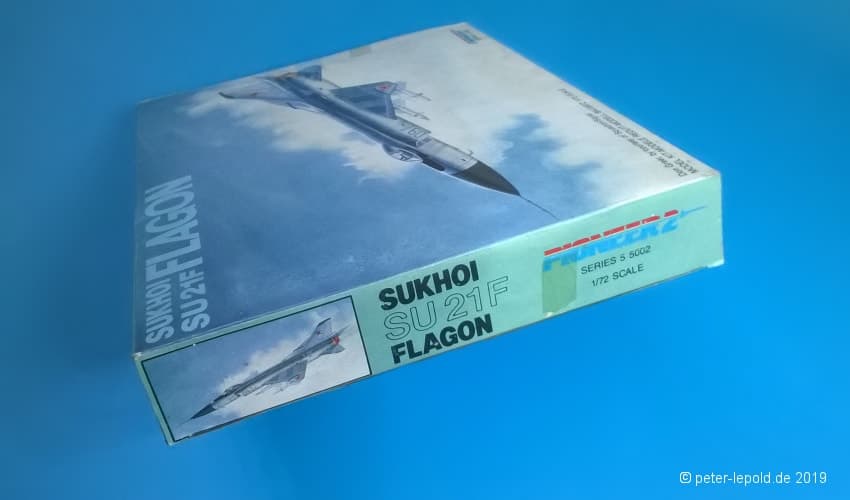 SUKHOI
SU 21F FLAGON
SUKHOI
SU 21F
FLAGON
PIONEER 2
SERIES 5 5002
1/72 SCALE
© peter-lepold.de 2019